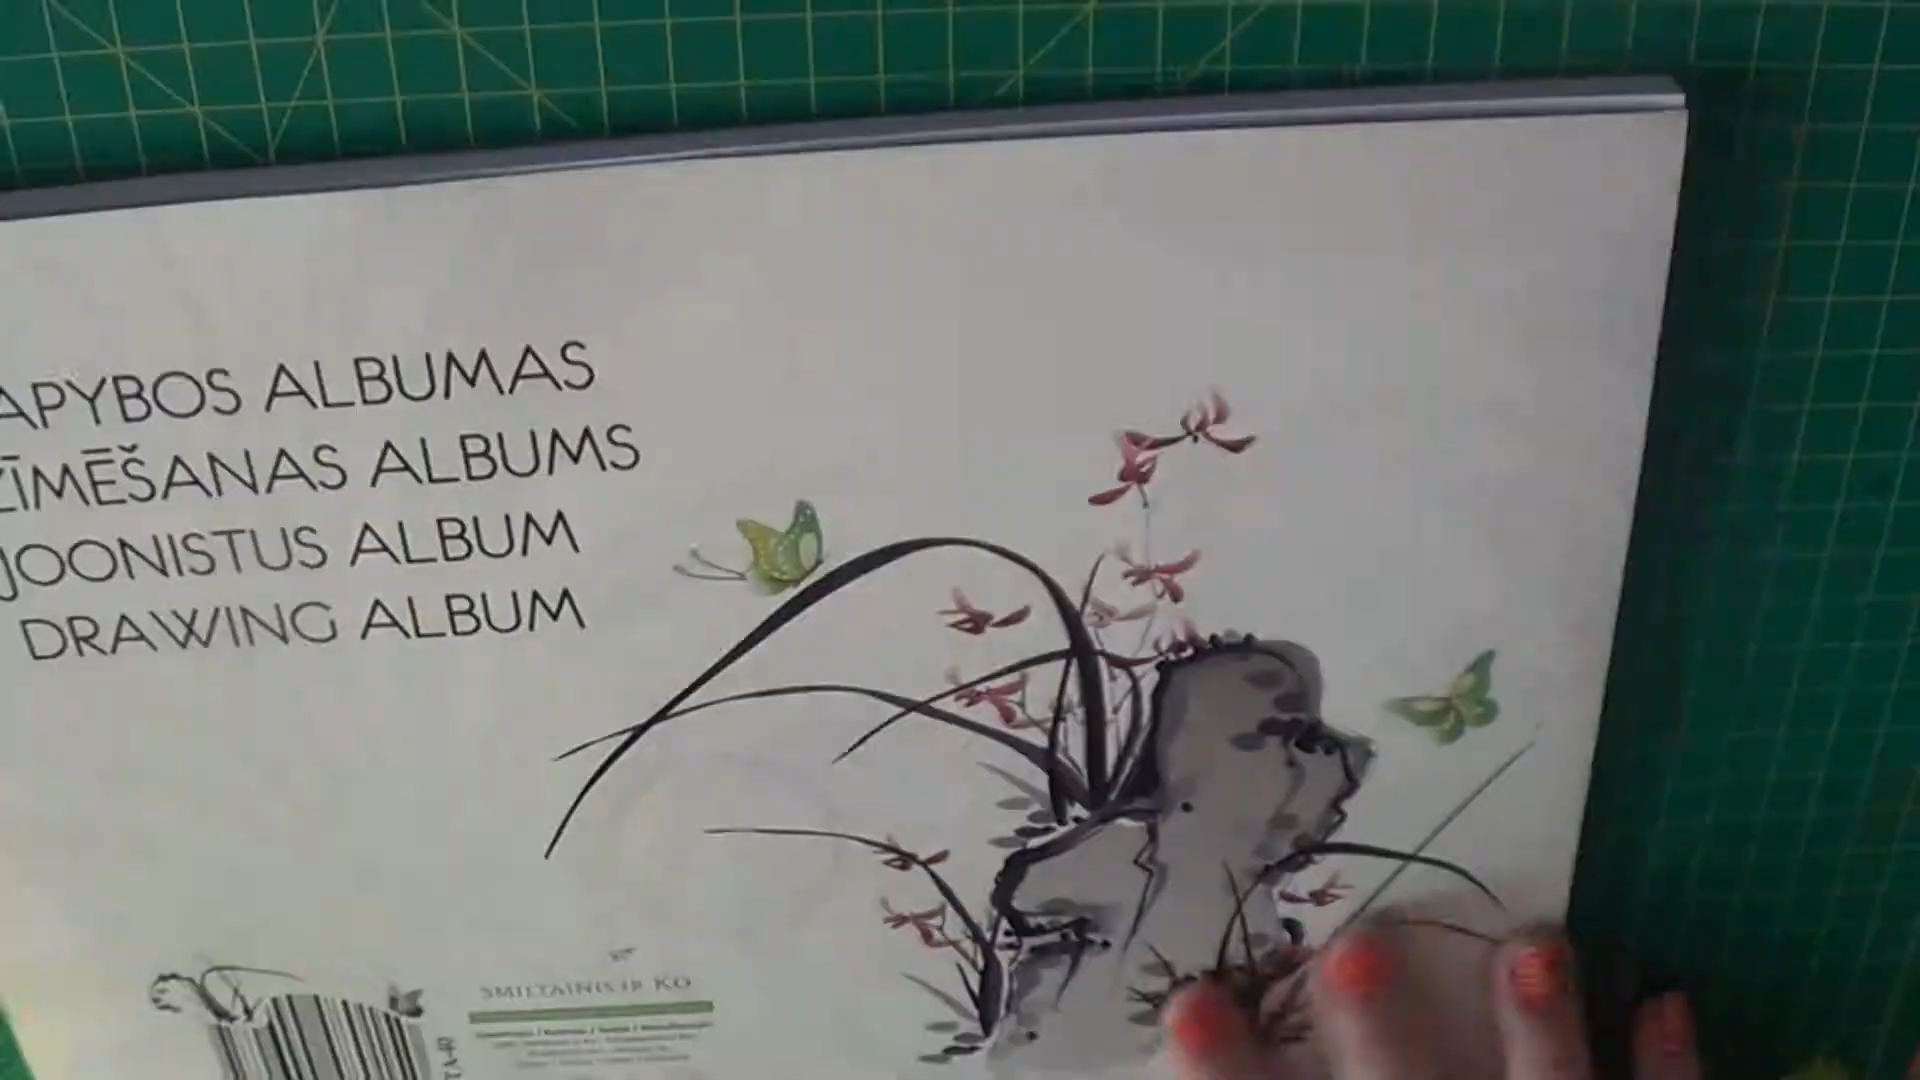 APYBOS ALBUMAS
ZĪMĒŠANAS ALBUMS
JOONISTUS ALBUM
DRAWING ALBUM
SMILTAINIS IR KO